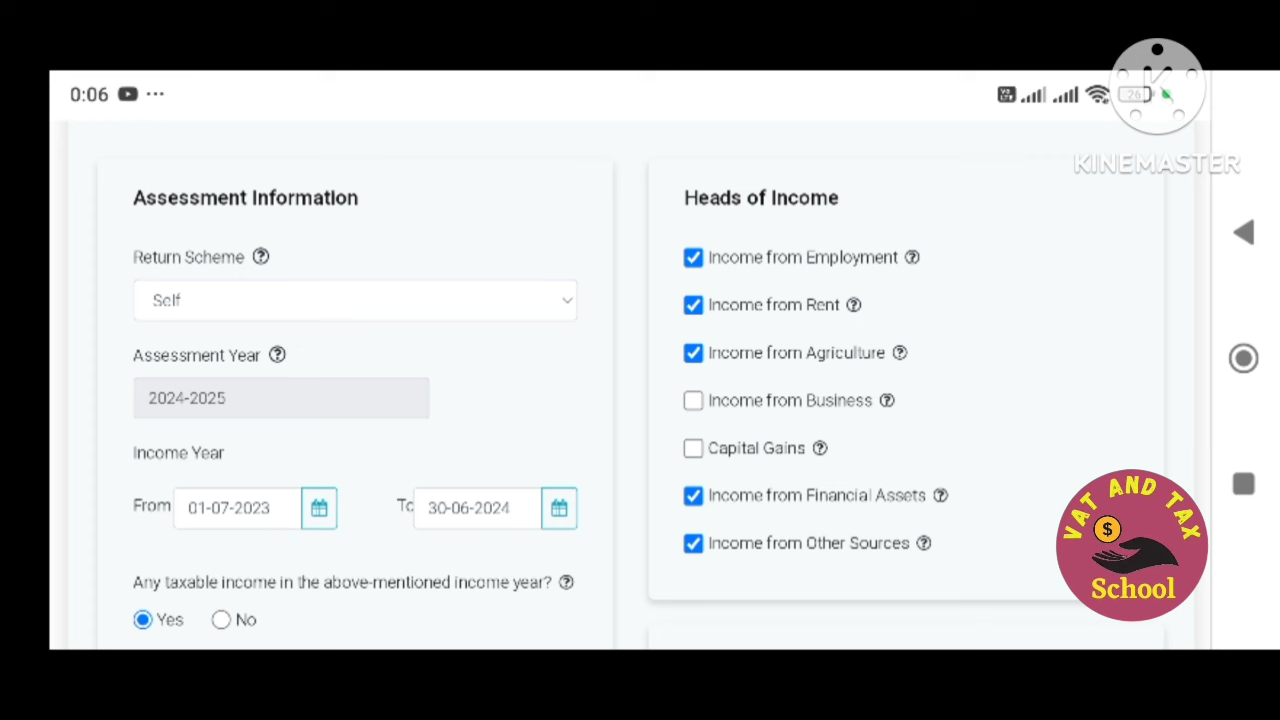 0:06
26
KINEMASTER
Assessment Information
Return Scheme
Self
Assessment Year
2024-2025
Income Year
From 01-07-2023 To 30-06-2024
Any taxable income in the above-mentioned income year?
Yes No
Heads of Income
Income from Employment
Income from Rent
Income from Agriculture
Income from Business
Capital Gains
Income from Financial Assets
Income from Other Sources
VAT AND TAX
$
School